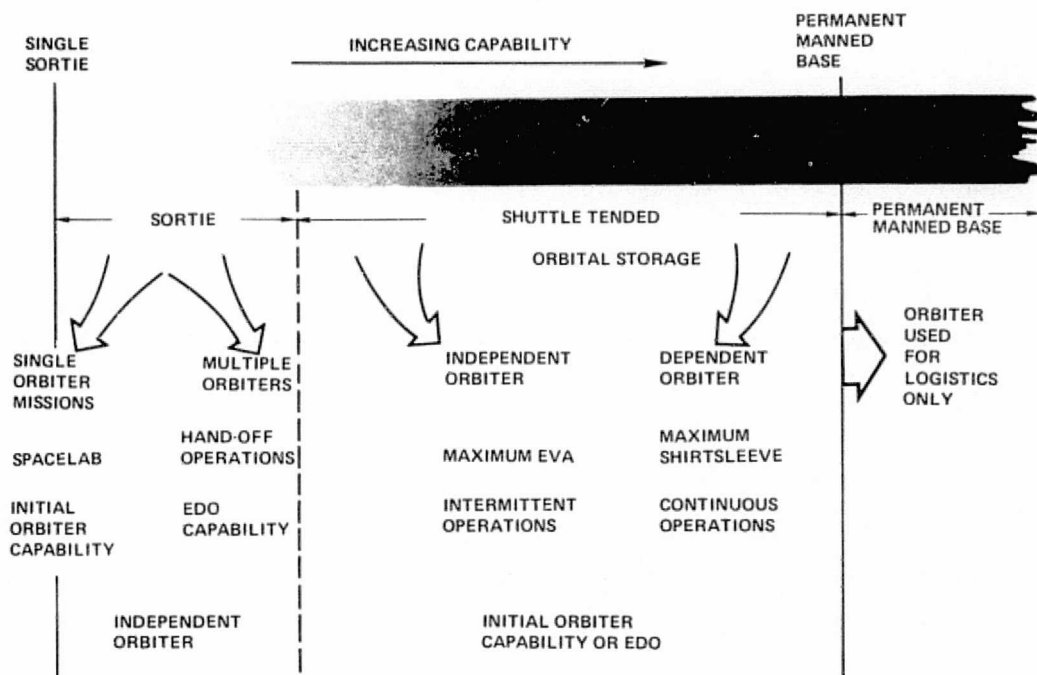 SINGLE
SORTIE
INCREASING CAPABILITY
PERMANENT
MANNED
BASE
SORTIE
SHUTTLE TENDED
PERMANENT
MANNED BASE
ORBITAL STORAGE
SINGLE
ORBITER
MISSIONS
MULTIPLE
ORBITERS
INDEPENDENT
ORBITER
DEPENDENT
ORBITER
ORBITER
USED
FOR
LOGISTICS
ONLY
SPACELAB
HAND-OFF
OPERATIONS
MAXIMUM EVA
MAXIMUM
SHIRTSLEEVE
INITIAL
ORBITER
CAPABILITY
EDO
CAPABILITY
INTERMITTENT
OPERATIONS
CONTINUOUS
OPERATIONS
INDEPENDENT
ORBITER
INITIAL ORBITER
CAPABILITY OR EDO